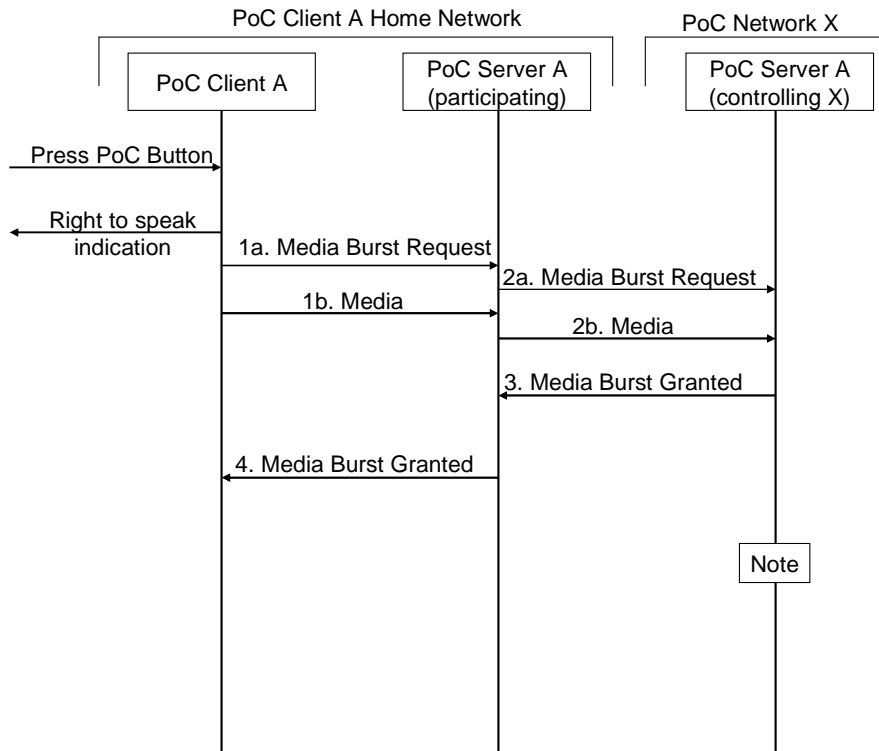 PoC Client A Home Network
PoC Network X
PoC Client A
PoC Server A
(participating)
PoC Server A
(controlling X)
Press PoC Button
Right to speak
indication
1a. Media Burst Request
2a. Media Burst Request
1b. Media
2b. Media
3. Media Burst Granted
4. Media Burst Granted
Note